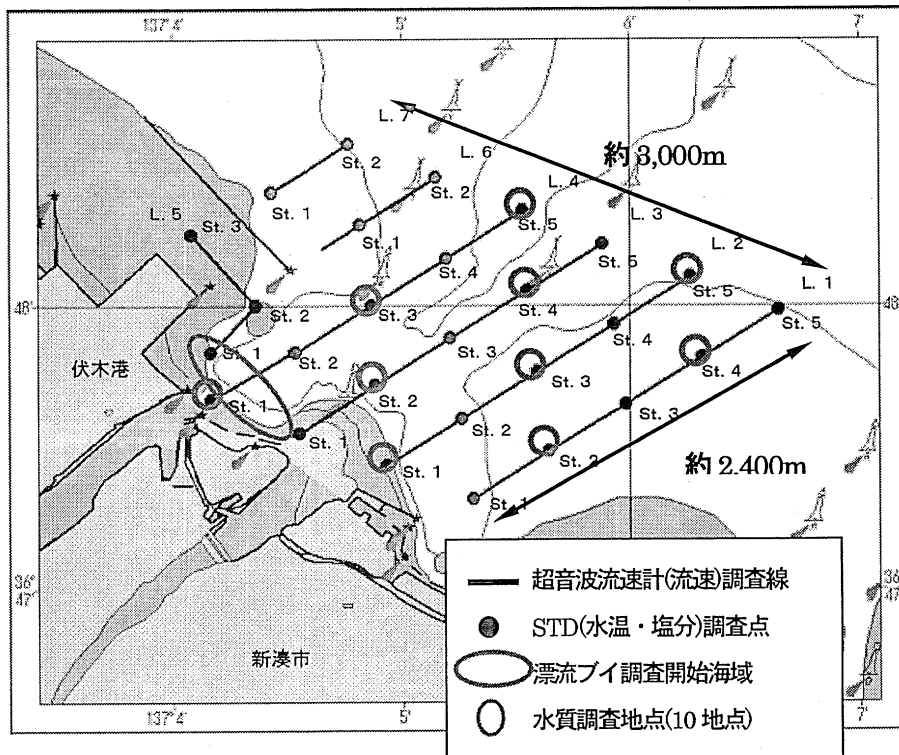 137°4′
5′
6′
7′
L. 7
St. 2
L. 6
約3,000m
L. 4
St. 2
St. 1
L. 3
L. 5
St. 3
St. 5
L. 2
St. 1
St. 4
St. 5
L. 1
48′
St. 2
St. 3
St. 4
St. 5
48′
St. 5
伏木港
St. 1
St. 2
St. 3
St. 4
St. 4
St. 1
St. 2
St. 3
St. 3
St. 1
St. 2
St. 1
St. 2
約2,400m
St. 1
36°
47′
超音波流速計(流速)調査線
36°
47′
STD(水温・塩分)調査点
新湊市
漂流ブイ調査開始海域
水質調査地点(10地点)
137°4′
5′
7′